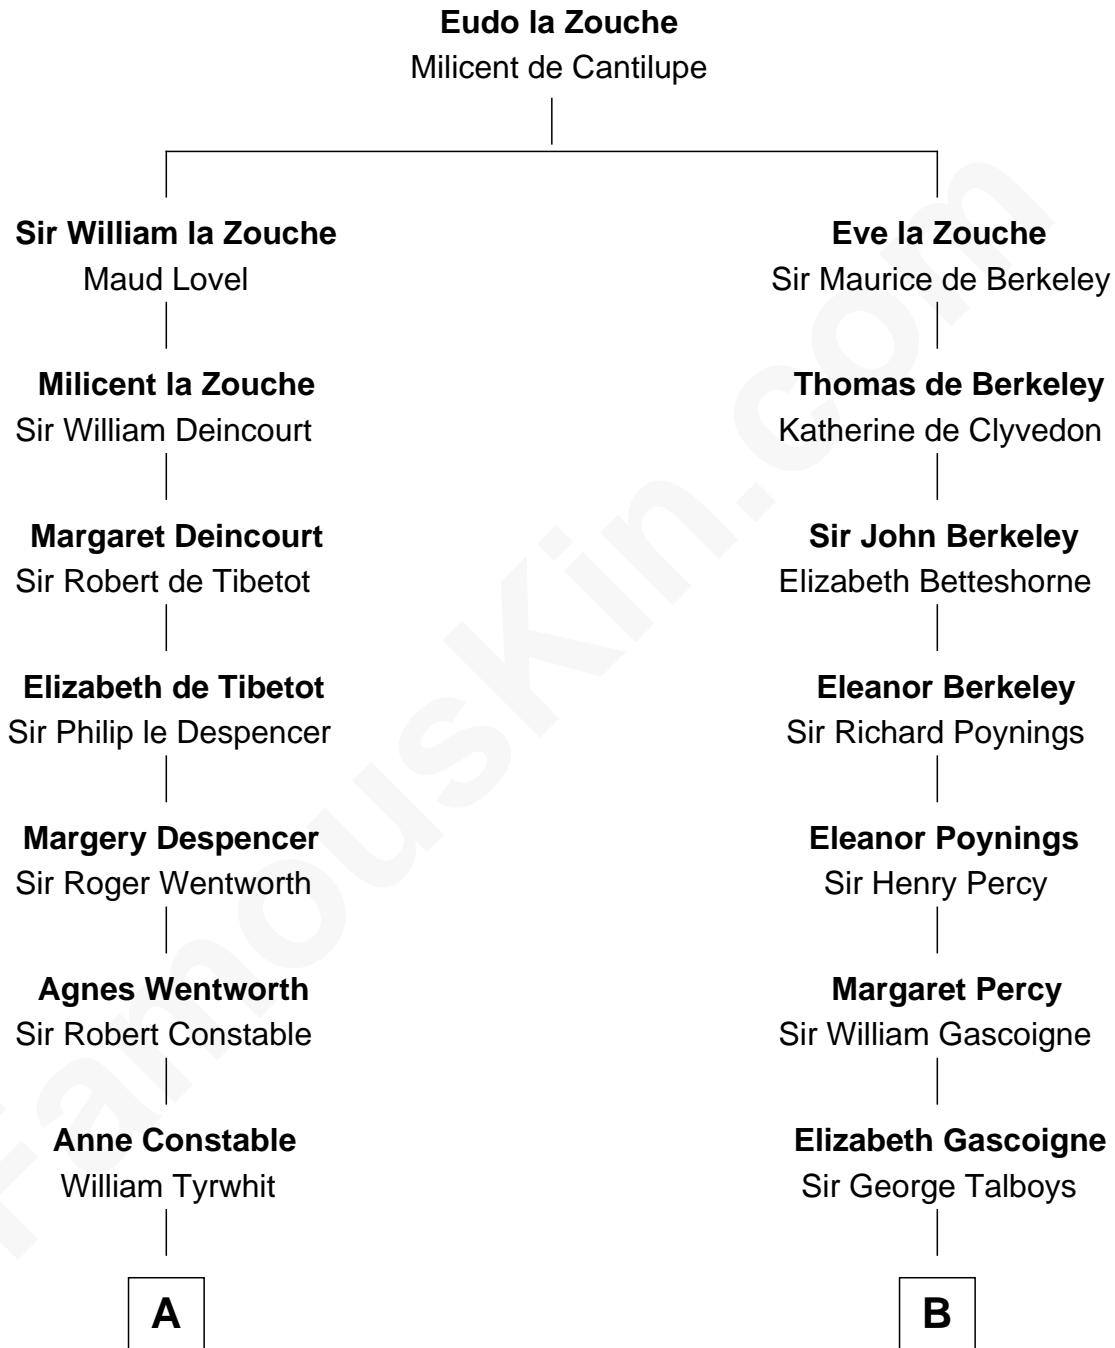 Eudo la Zouche
Milicent de Cantilupe
Sir William la Zouche
Maud Lovel
Eve la Zouche
Sir Maurice de Berkeley
Milicent la Zouche
Sir William Deincourt
Thomas de Berkeley
Katherine de Clyvedon
Margaret Deincourt
Sir Robert de Tibetot
Sir John Berkeley
Elizabeth Betteshorne
Elizabeth de Tibetot
Sir Philip le Despencer
Eleanor Berkeley
Sir Richard Poynings
Margery Despencer
Sir Roger Wentworth
Eleanor Poynings
Sir Henry Percy
Agnes Wentworth
Sir Robert Constable
Margaret Percy
Sir William Gascoigne
Anne Constable
William Tyrwhit
Elizabeth Gascoigne
Sir George Talboys
A
B
FamousKin.com